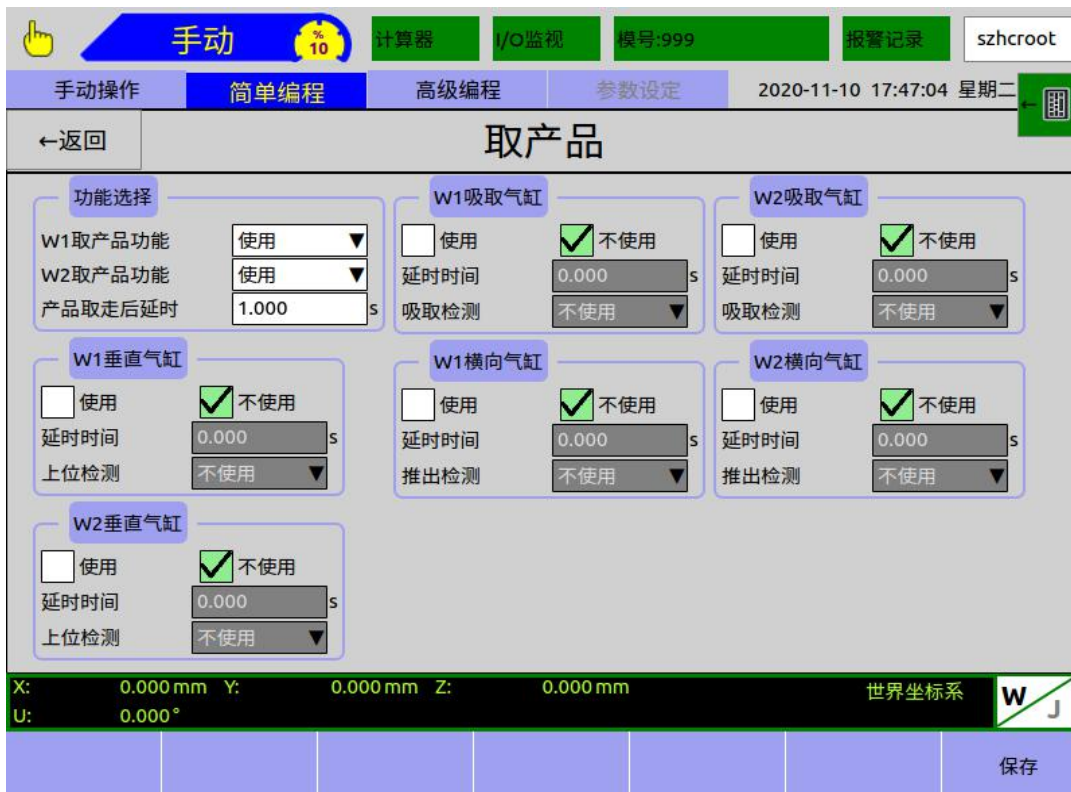 手动 % 10 计算器 I/O监视 模号:999 报警记录 szhcroot
手动操作 简单编程 高级编程 参数设定 2020-11-10 17:47:04 星期二 ←
←返回 取产品
功能选择
W1取产品功能 使用 ▼
W2取产品功能 使用 ▼
产品取走后延时 1.000 s
W1吸取气缸
使用 不使用
延时时间 0.000 s
吸取检测 不使用 ▼
W2吸取气缸
使用 不使用
延时时间 0.000 s
吸取检测 不使用 ▼
W1垂直气缸
使用 不使用
延时时间 0.000 s
上位检测 不使用 ▼
W1横向气缸
使用 不使用
延时时间 0.000 s
推出检测 不使用 ▼
W2横向气缸
使用 不使用
延时时间 0.000 s
推出检测 不使用 ▼
W2垂直气缸
使用 不使用
延时时间 0.000 s
上位检测 不使用 ▼
X: 0.000 mm Y: 0.000 mm Z: 0.000 mm 世界坐标系 W J
U: 0.000°
保存